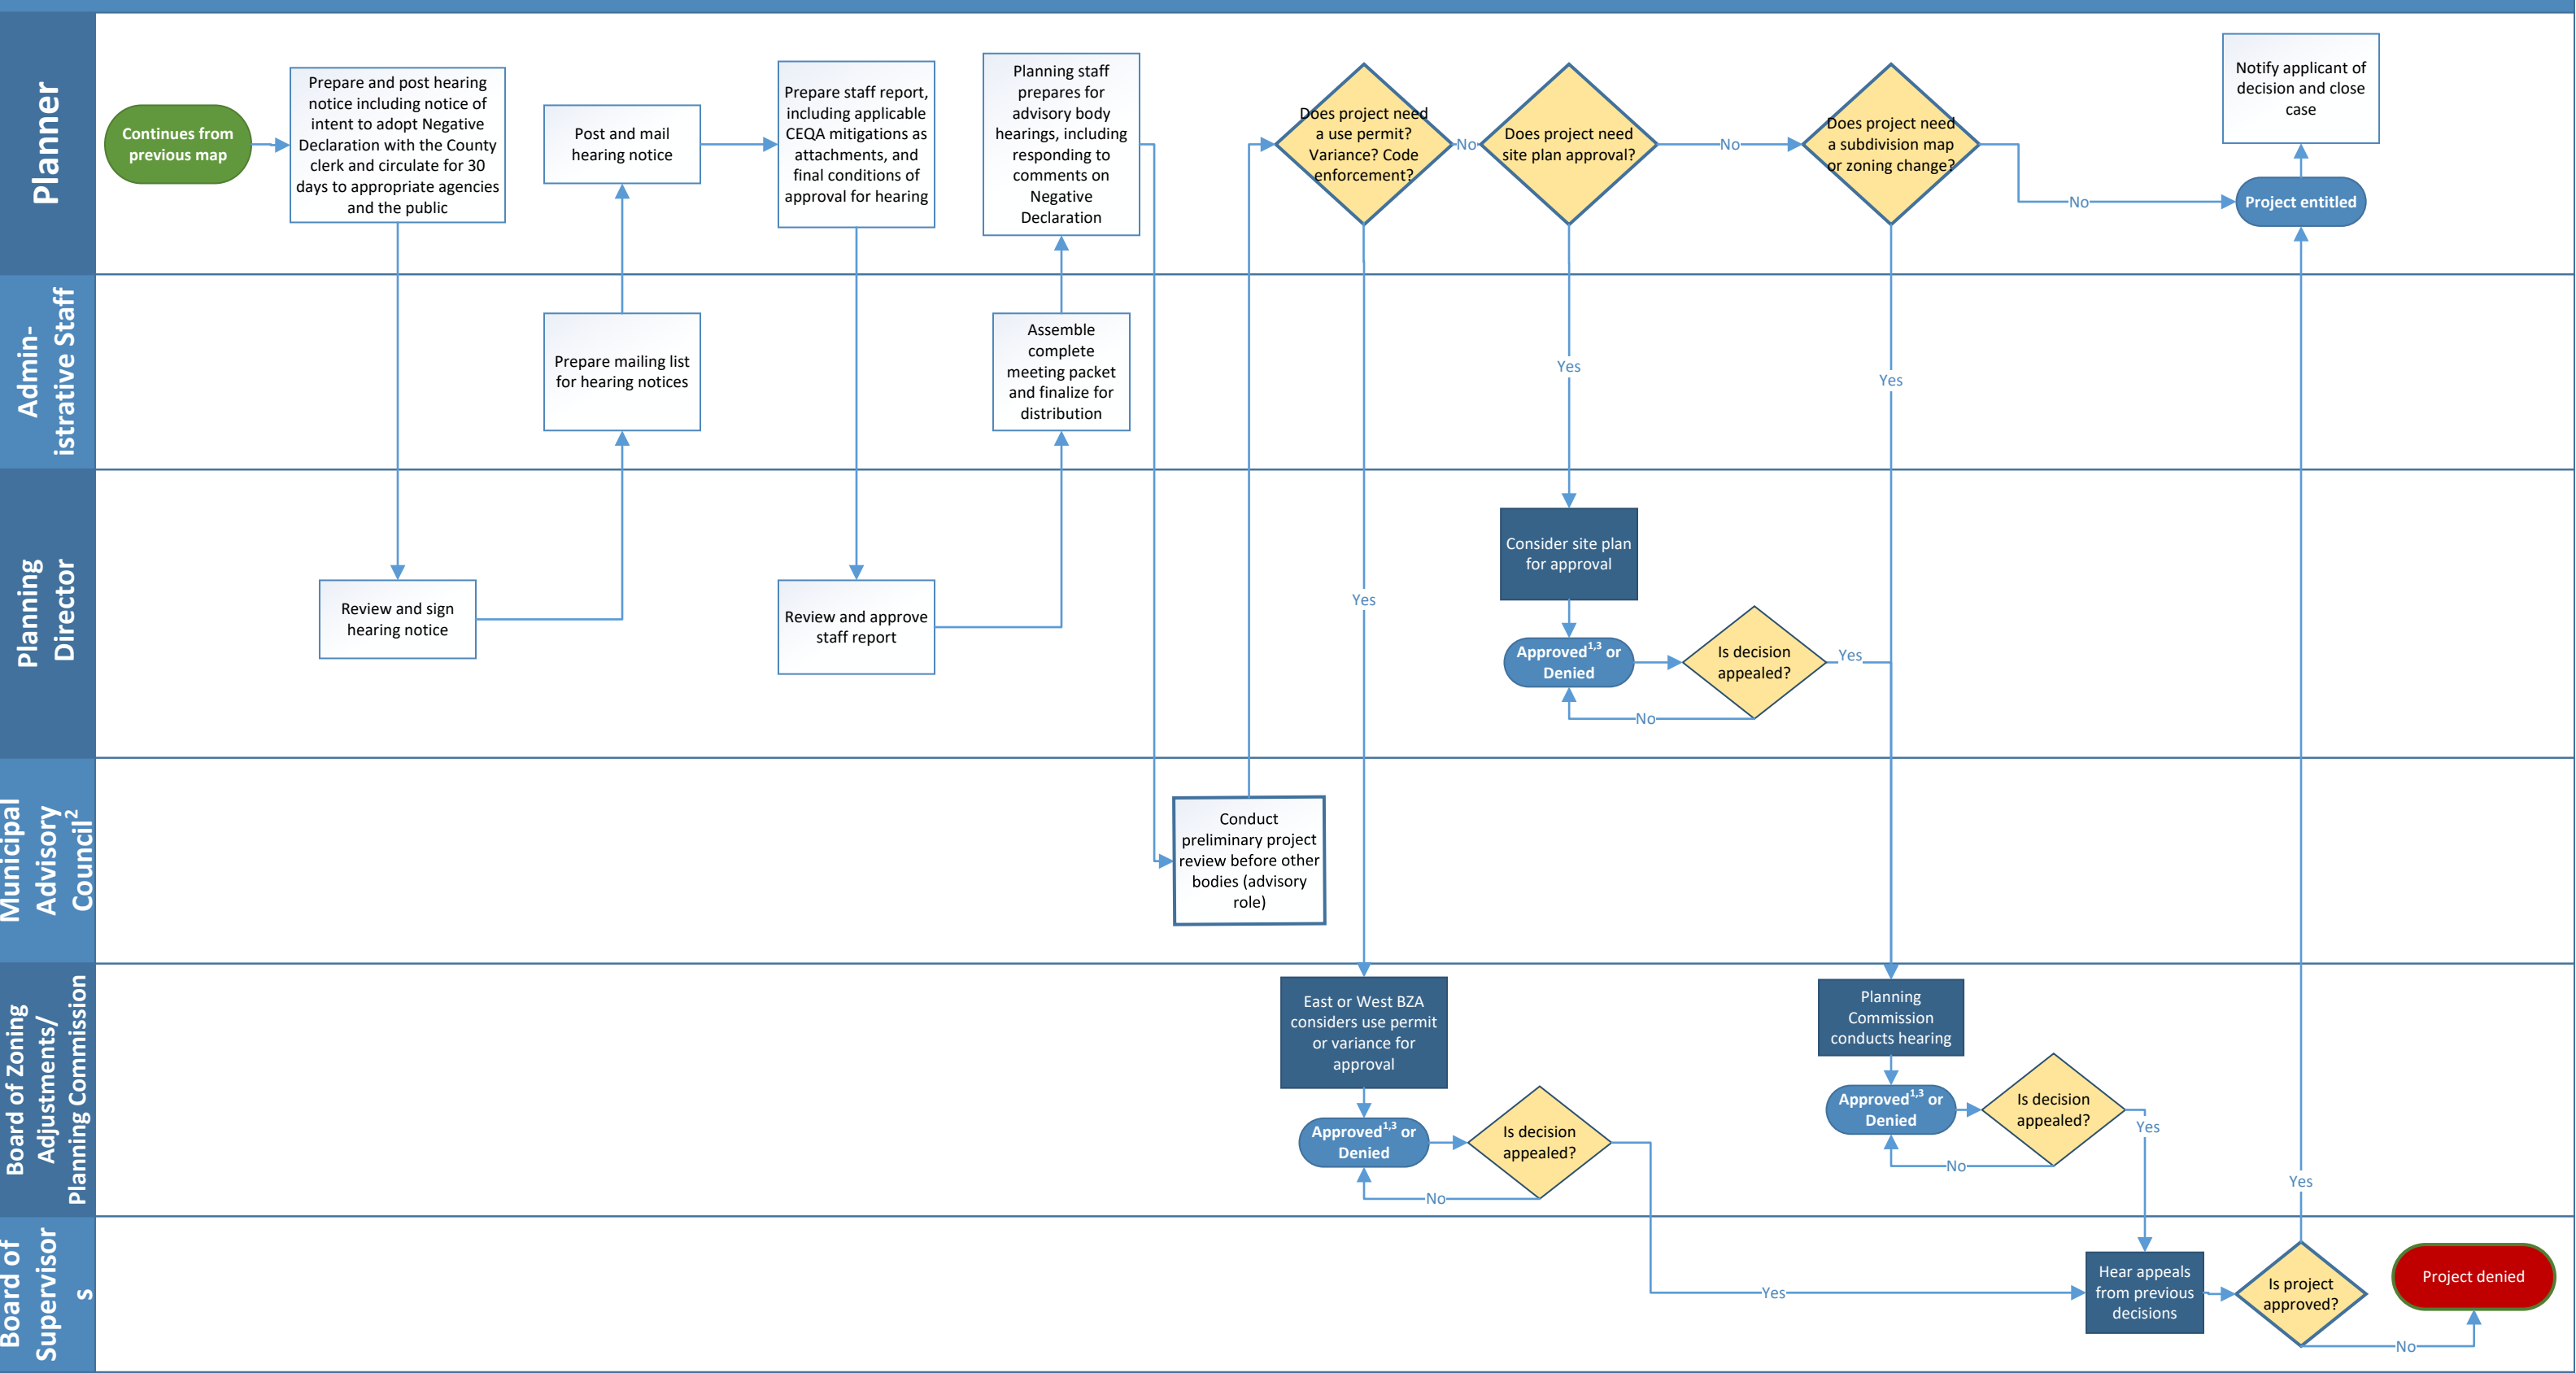 Planner
Continues from
previous map
Prepare and post hearing
notice including notice of
intent to adopt Negative
Declaration with the County
clerk and circulate for 30
days to appropriate agencies
and the public
Post and mail
hearing notice
Prepare staff report,
including applicable
CEQA mitigations as
attachments, and
final conditions of
approval for hearing
Planning staff
prepares for
advisory body
hearings, including
responding to
comments on
Negative
Declaration
Does project need
a use permit?
Variance? Code
enforcement?
No
Does project need
site plan approval?
No
Does project need
a subdivision map
or zoning change?
No
Notify applicant of
decision and close
case
Project entitled
Admin-
istrative Staff
Prepare mailing list
for hearing notices
Assemble
complete
meeting packet
and finalize for
distribution
Yes
Yes
Planning
Director
Review and sign
hearing notice
Review and approve
staff report
Yes
Consider site plan
for approval
Approved1,3 or
Denied
Is decision
appealed?
Yes
No
Municipal
Advisory
Council2
Conduct
preliminary project
review before other
bodies (advisory
role)
Board of Zoning
Adjustments/
Planning Commission
East or West BZA
considers use permit
or variance for
approval
Approved1,3 or
Denied
Is decision
appealed?
No
Planning
Commission
conducts hearing
Approved1,3 or
Denied
Is decision
appealed?
Yes
No
Yes
Board of
Supervisor
s
Yes
Hear appeals
from previous
decisions
Is project
approved?
No
Project denied